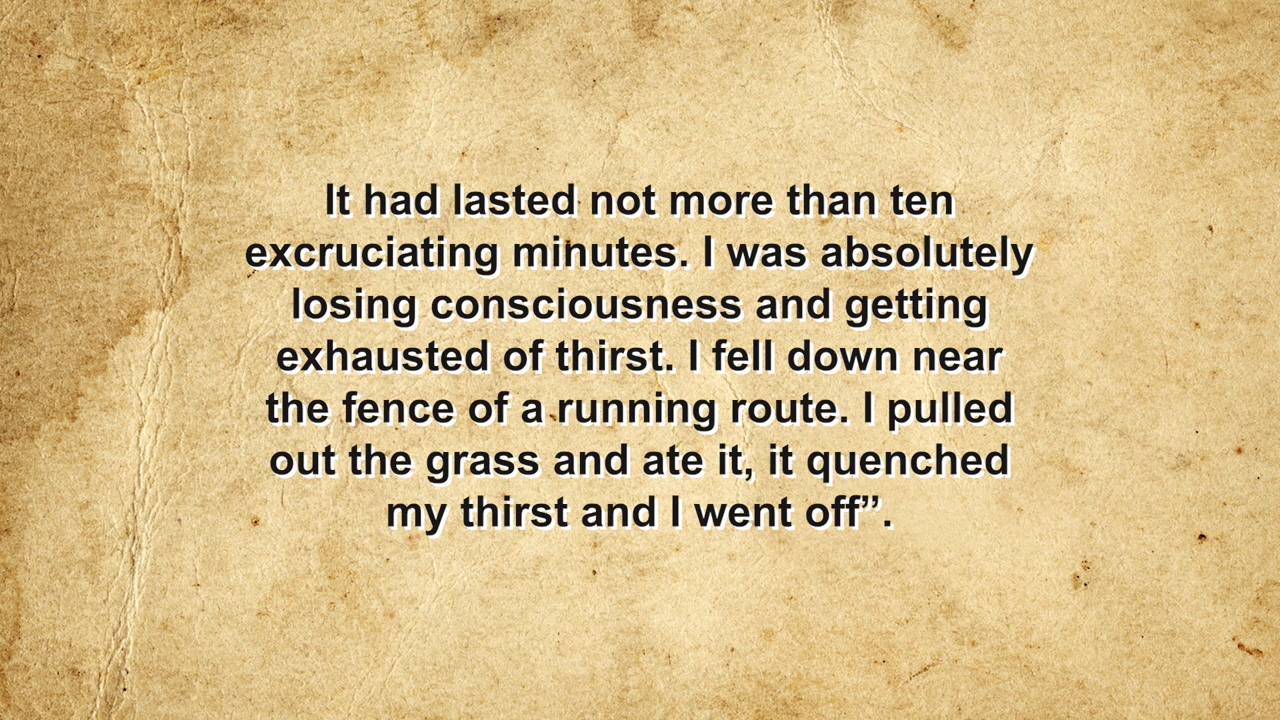 It had lasted not more than ten
excruciating minutes. I was absolutely
losing consciousness and getting
exhausted of thirst. I fell down near
the fence of a running route. I pulled
out the grass and ate it, it quenched
my thirst and I went off”.